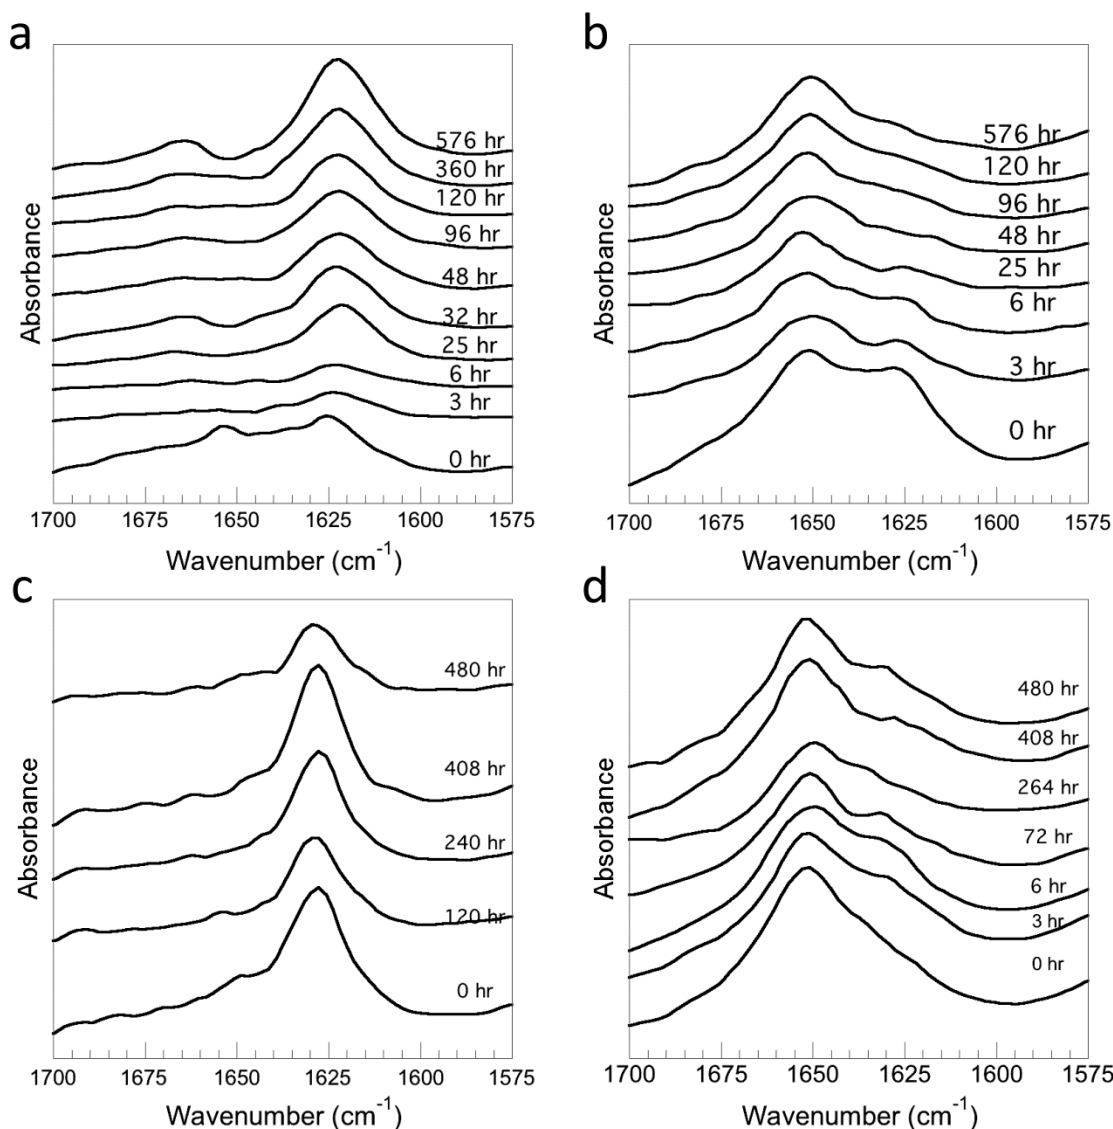 a
Absorbance
576 hr
360 hr
120 hr
96 hr
48 hr
32 hr
25 hr
6 hr
3 hr
0 hr
1700 1675 1650 1625 1600 1575
Wavenumber (cm⁻¹)
b
Absorbance
576 hr
120 hr
96 hr
48 hr
25 hr
6 hr
3 hr
0 hr
1700 1675 1650 1625 1600 1575
Wavenumber (cm⁻¹)
c
Absorbance
480 hr
408 hr
240 hr
120 hr
0 hr
1700 1675 1650 1625 1600 1575
Wavenumber (cm⁻¹)
d
Absorbance
480 hr
408 hr
264 hr
72 hr
6 hr
3 hr
0 hr
1700 1675 1650 1625 1600 1575
Wavenumber (cm⁻¹)